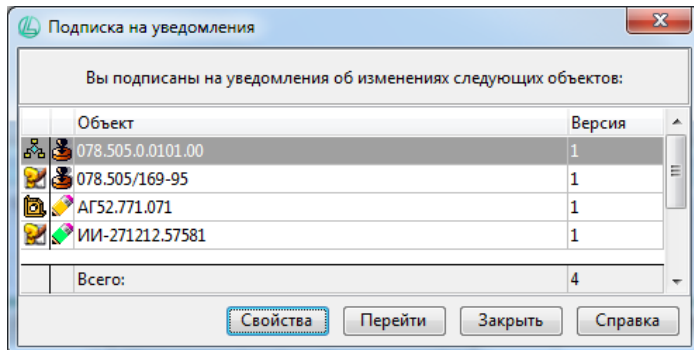 Подписка на уведомления
Вы подписаны на уведомления об изменениях следующих объектов:
Объект Версия
078.505.0.0101.00 1
078.505/169-95 1
АГ52.771.071 1
ИИ-271212.57581 1
Всего: 4
Свойства Перейти Закрыть Справка